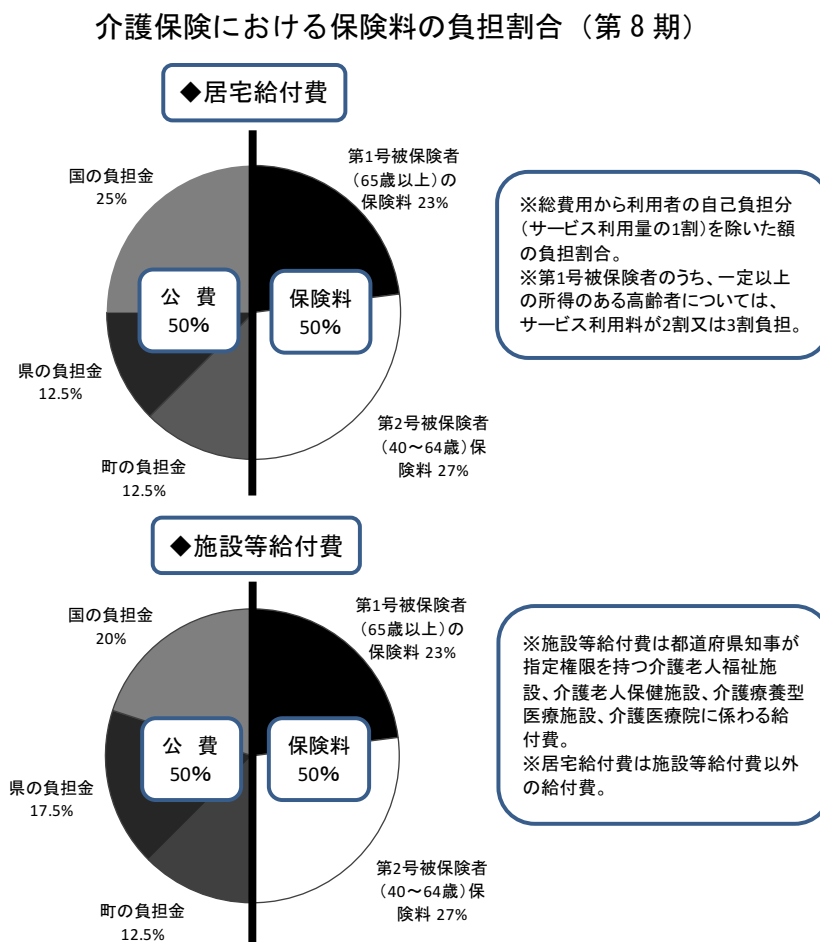 介護保険における保険料の負担割合（第８期）
◆居宅給付費
国の負担金
25%
第1号被保険者
（65歳以上）の
保険料 23%
公　費
50%
保険料
50%
県の負担金
12.5%
町の負担金
12.5%
第2号被保険者
（40～64歳）保
険料 27%
※総費用から利用者の自己負担分
（サービス利用量の1割）を除いた額
の負担割合。
※第1号被保険者のうち、一定以上
の所得のある高齢者については、
サービス利用料が2割又は3割負担。
◆施設等給付費
国の負担金
20%
第1号被保険者
（65歳以上）の
保険料 23%
公　費
50%
保険料
50%
県の負担金
17.5%
町の負担金
12.5%
第2号被保険者
（40～64歳）保
険料 27%
※施設等給付費は都道府県知事が
指定権限を持つ介護老人福祉施
設、介護老人保健施設、介護療養型
医療施設、介護医療院に係わる給
付費。
※居宅給付費は施設等給付費以外
の給付費。